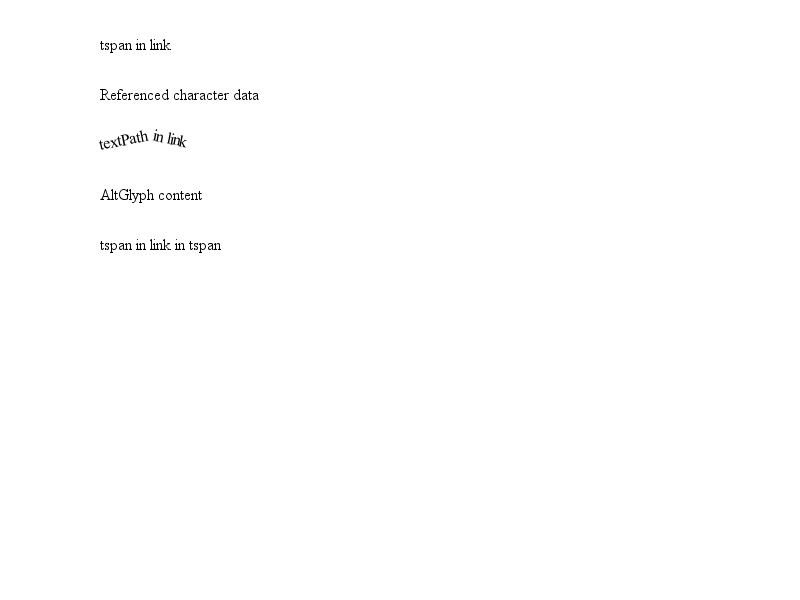 tspan in link
Referenced character data
textPath in link
AltGlyph content
tspan in link in tspan